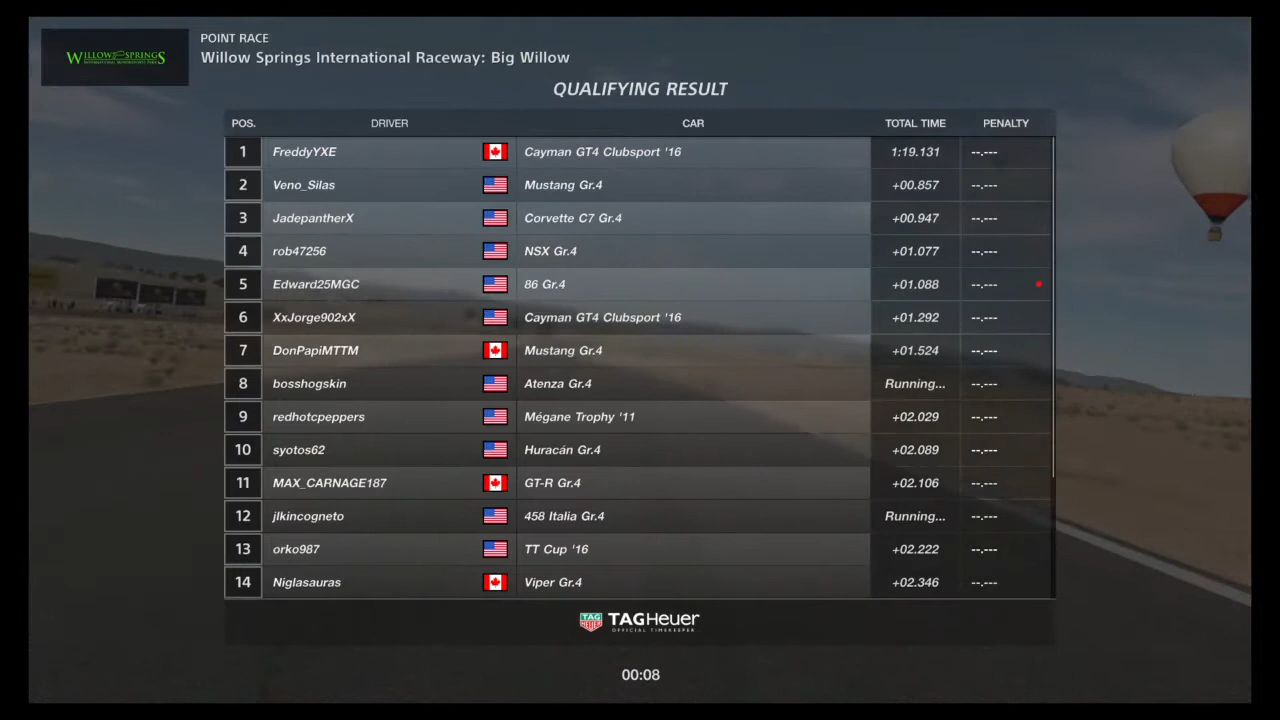 WILLOW SPRINGS
POINT RACE
Willow Springs International Raceway: Big Willow
QUALIFYING RESULT
POS. DRIVER CAR TOTAL TIME PENALTY
1 FreddyYXE Cayman GT4 Clubsport '16 1:19.131 --.---
2 Veno_Silas Mustang Gr.4 +00.857 --.---
3 JadepantherX Corvette C7 Gr.4 +00.947 --.---
4 rob47256 NSX Gr.4 +01.077 --.---
5 Edward25MGC 86 Gr.4 +01.088 --.---
6 XxJorge902xX Cayman GT4 Clubsport '16 +01.292 --.---
7 DonPapiMTTM Mustang Gr.4 +01.524 --.---
8 bosshogskin Atenza Gr.4 Running... --.---
9 redhotcpeppers Mégane Trophy '11 +02.029 --.---
10 syotos62 Huracán Gr.4 +02.089 --.---
11 MAX_CARNAGE187 GT-R Gr.4 +02.106 --.---
12 jlkincogneto 458 Italia Gr.4 Running... --.---
13 orko987 TT Cup '16 +02.222 --.---
14 Niglasauras Viper Gr.4 +02.346 --.---
TAG HEUER TAGHeuer
OFFICIAL TIMEKEEPER
00:08